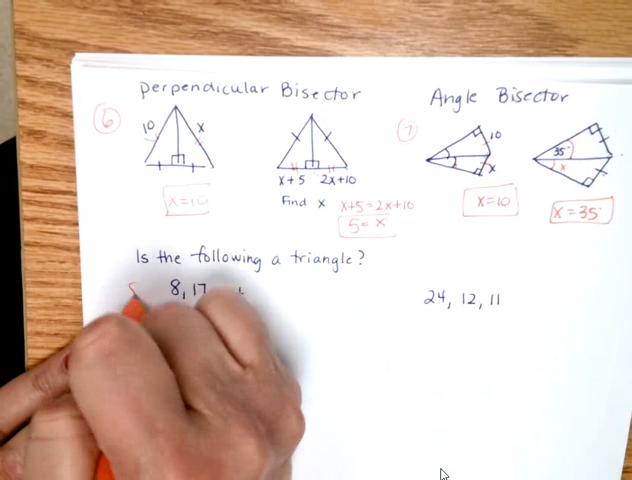 Perpendicular Bisector
6
10
x
x+5
2x+10
Find x
x+5=2x+10
5=x
x=10
Angle Bisector
7
10
x
x=10
35°
x
x=35°
Is the following a triangle?
8, 17
24, 12, 11